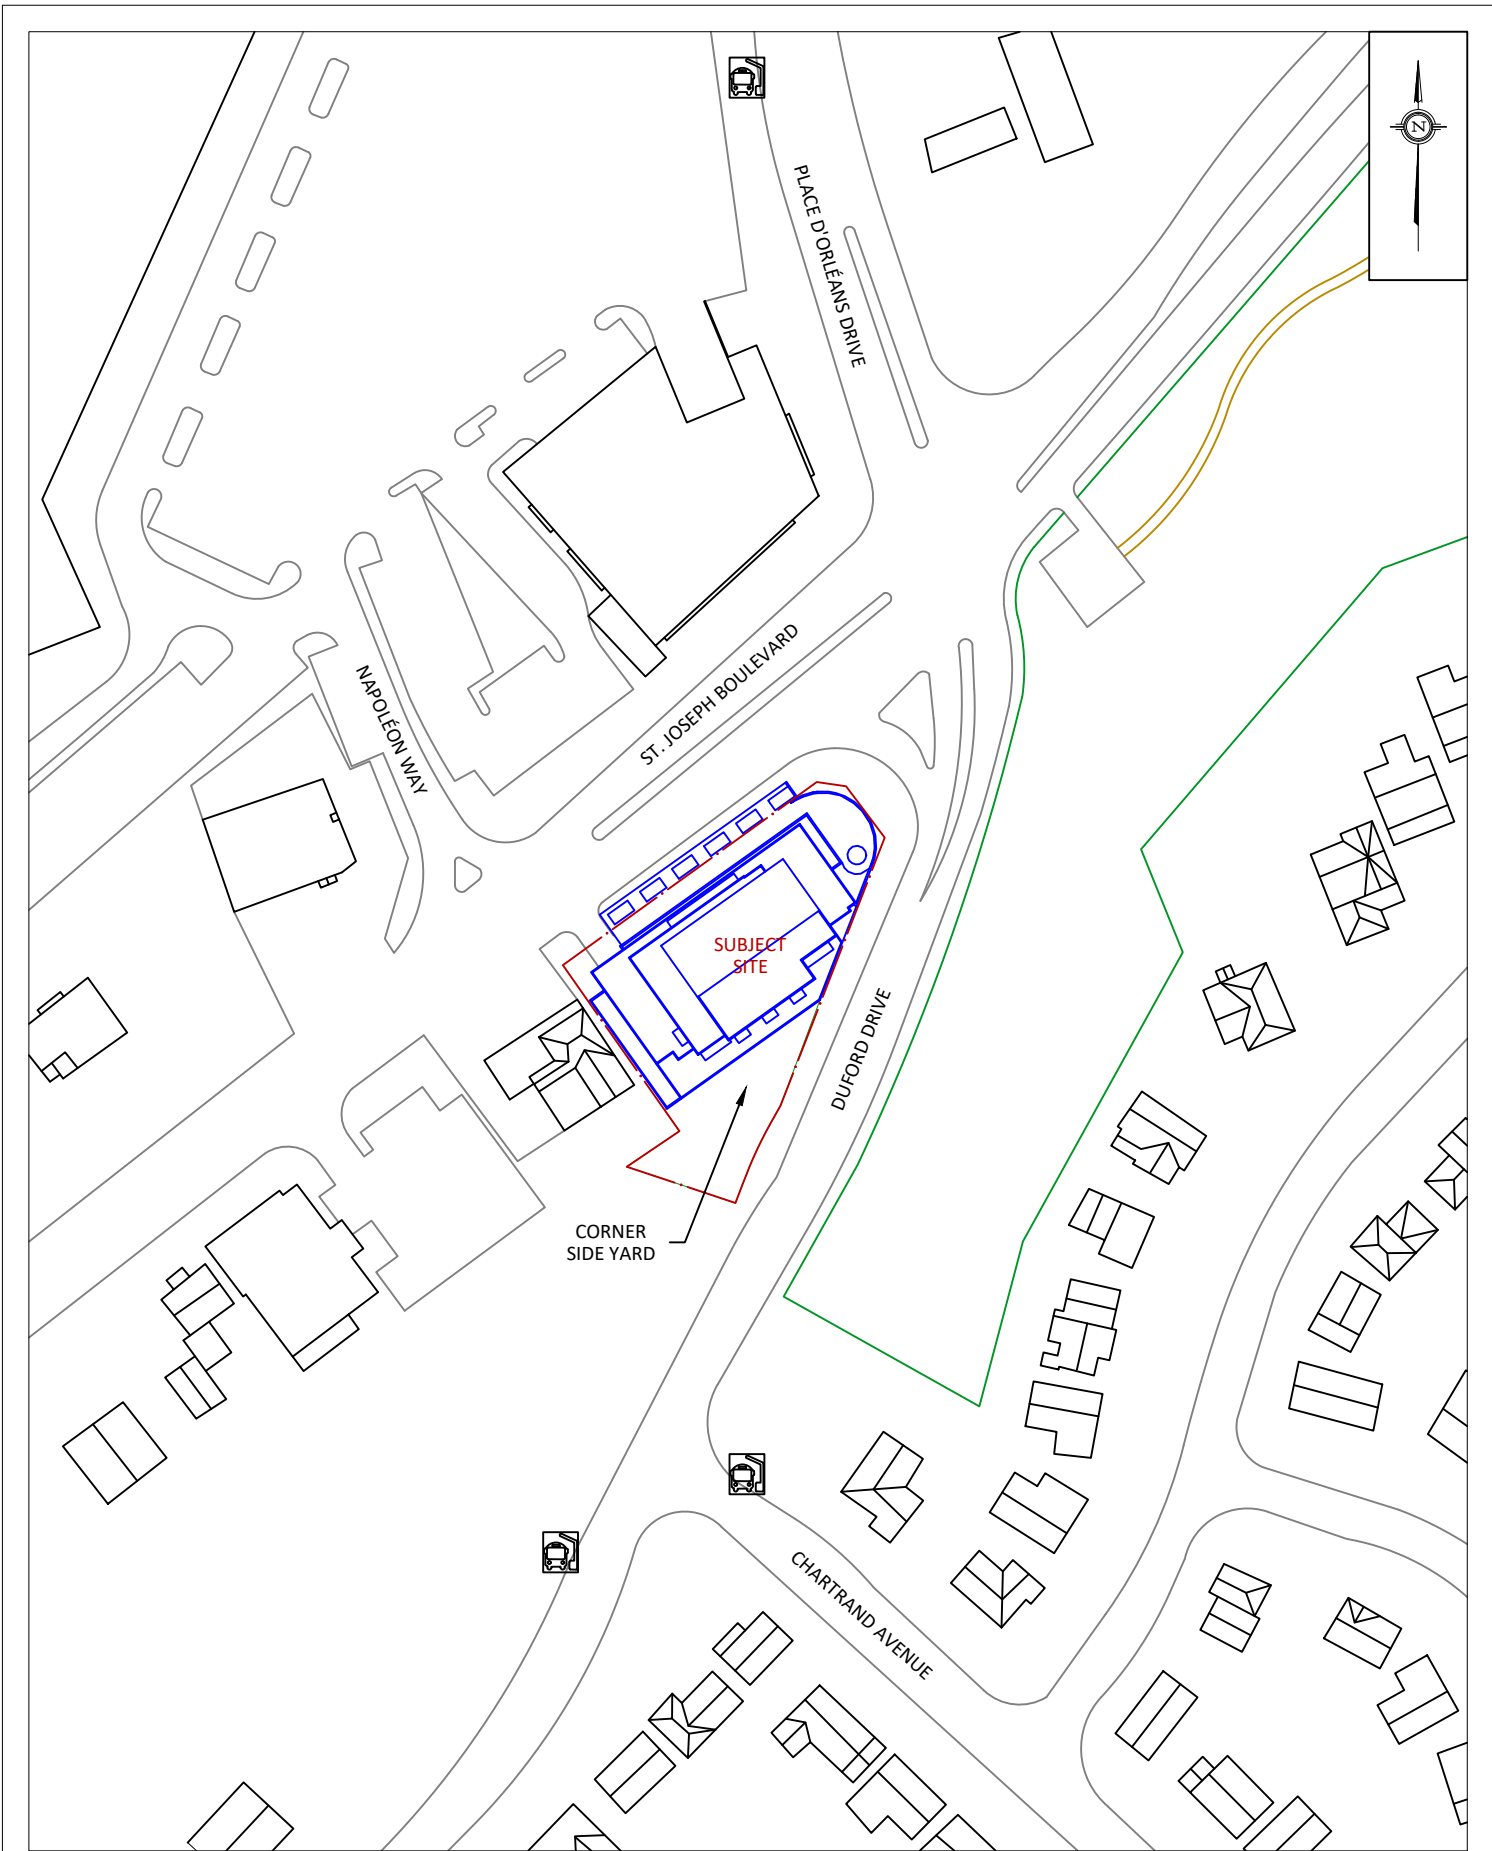 N
PLACE D'ORLÉANS DRIVE
NAPOLÉON WAY
ST. JOSEPH BOULEVARD
SUBJECT
SITE
DUFORD DRIVE
CORNER
SIDE YARD
CHARTRAND AVENUE